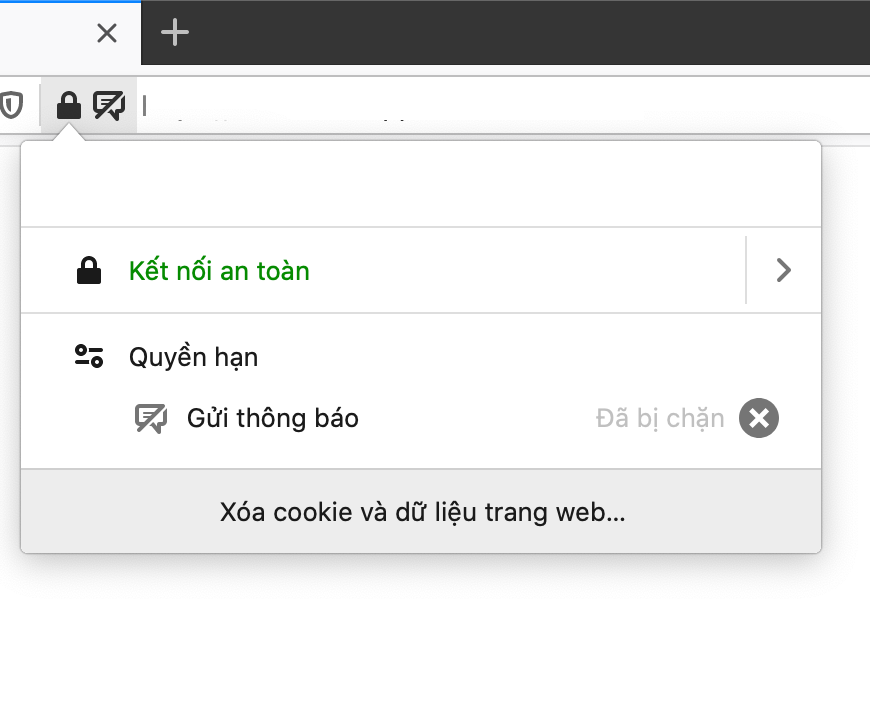 Kết nối an toàn
Quyền hạn
Gửi thông báo Đã bị chặn
Xóa cookie và dữ liệu trang web...